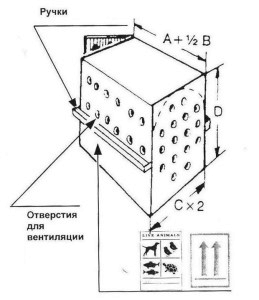 Ручки
A + ½ B
D
Отверстия
для
вентиляции
C × 2
LIVE ANIMALS